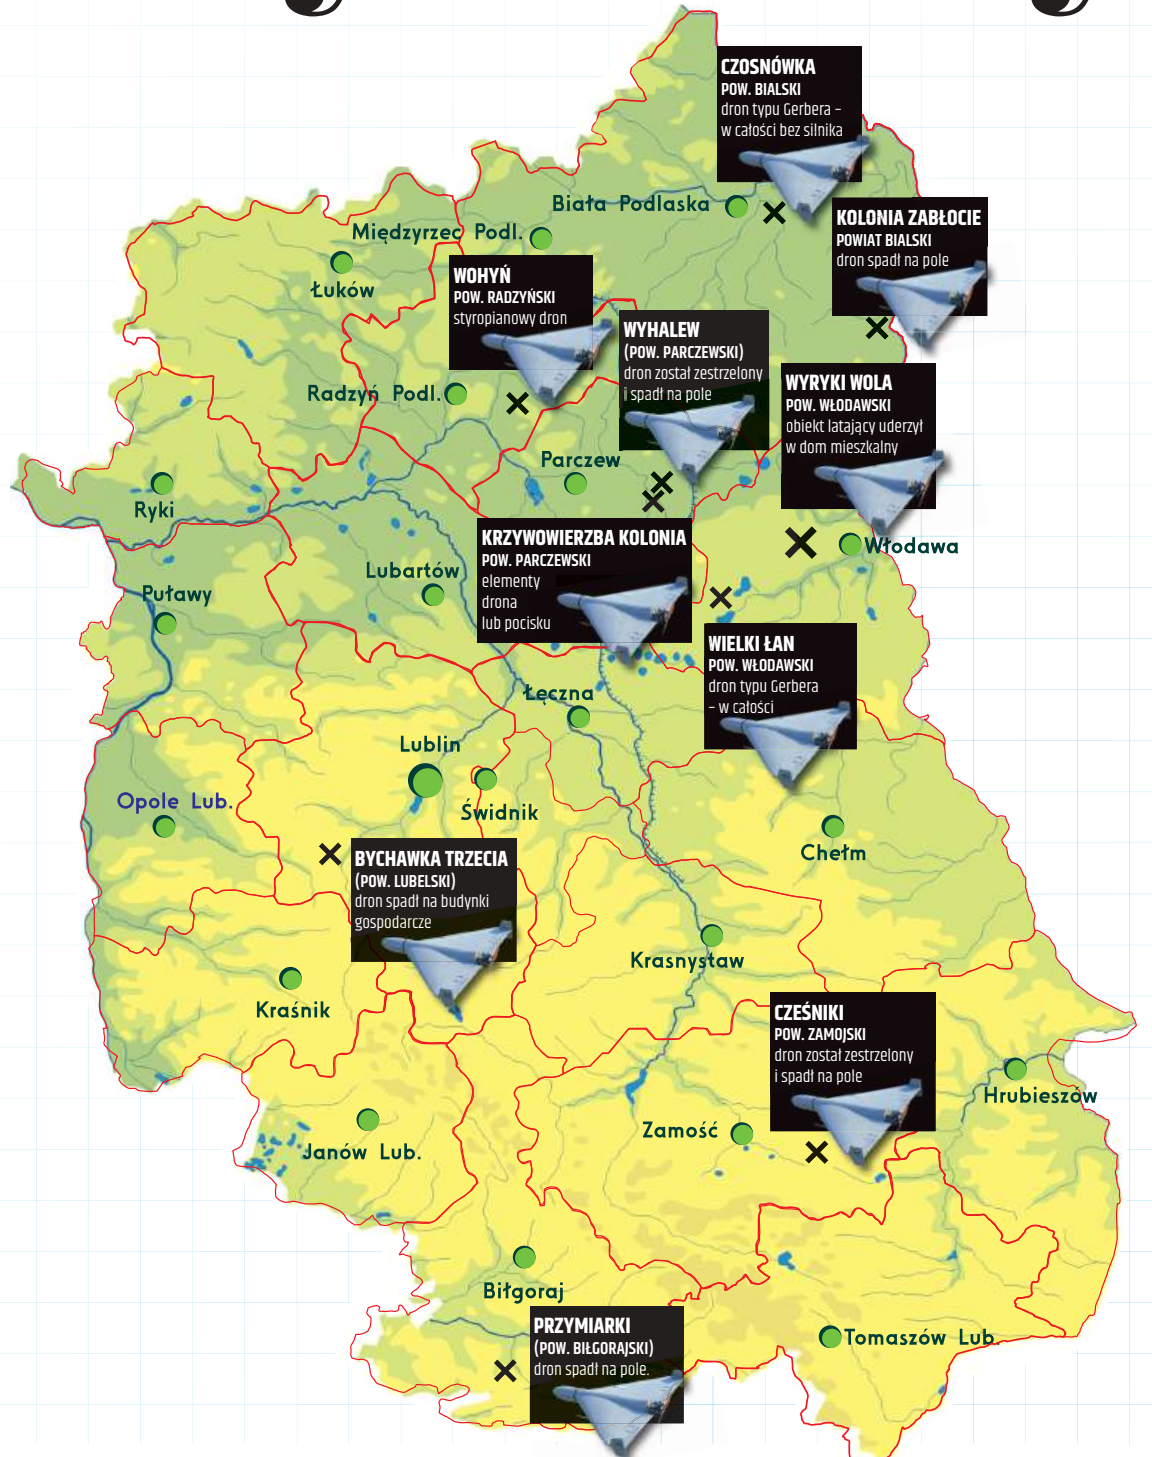 CZOSNÓWKA
POW. BIALSKI
dron typu Gerbera –
w całości bez silnika
Biała Podlaska
KOLONIA ZABŁOCIE
POWIAT BIALSKI
dron spadł na pole
Międzyrzec Podl.
Łuków
WOHYŃ
POW. RADZYŃSKI
styropianowy dron
WYHALEW
(POW. PARCZEWSKI)
dron został zestrzelony
i spadł na pole
WYRYKI WOLA
POW. WŁODAWSKI
obiekt latający uderzył
w dom mieszkalny
Radzyń Podl.
Parczew
Ryki
KRZYWOWIERZBA KOLONIA
POW. PARCZEWSKI
elementy
drona
lub pocisku
Włodawa
Lubartów
Puławy
WIELKI ŁAN
POW. WŁODAWSKI
dron typu Gerbera
– w całości
Łęczna
Lublin
Świdnik
Opole Lub.
Chełm
BYCHAWKA TRZECIA
(POW. LUBELSKI)
dron spadł na budynki
gospodarcze
Krasnystaw
Kraśnik
CZEŚNIKI
POW. ZAMOJSKI
dron został zestrzelony
i spadł na pole
Hrubieszów
Zamość
Janów Lub.
Biłgoraj
PRZYMIARKI
(POW. BIŁGORAJSKI)
dron spadł na pole.
Tomaszów Lub.